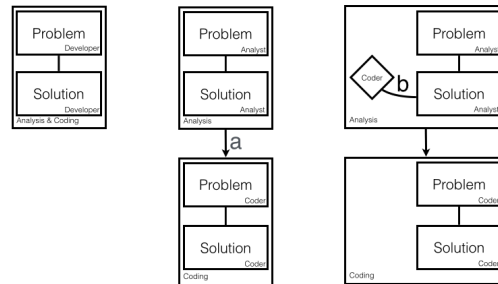 Problem
Developer
Solution
Developer
Analysis & Coding
Problem
Analyst
Solution
Analyst
Analysis
a
Problem
Coder
Solution
Coder
Coding
Problem
Analyst
Coder
b
Solution
Analyst
Analysis
Problem
Coder
Solution
Coder
Coding